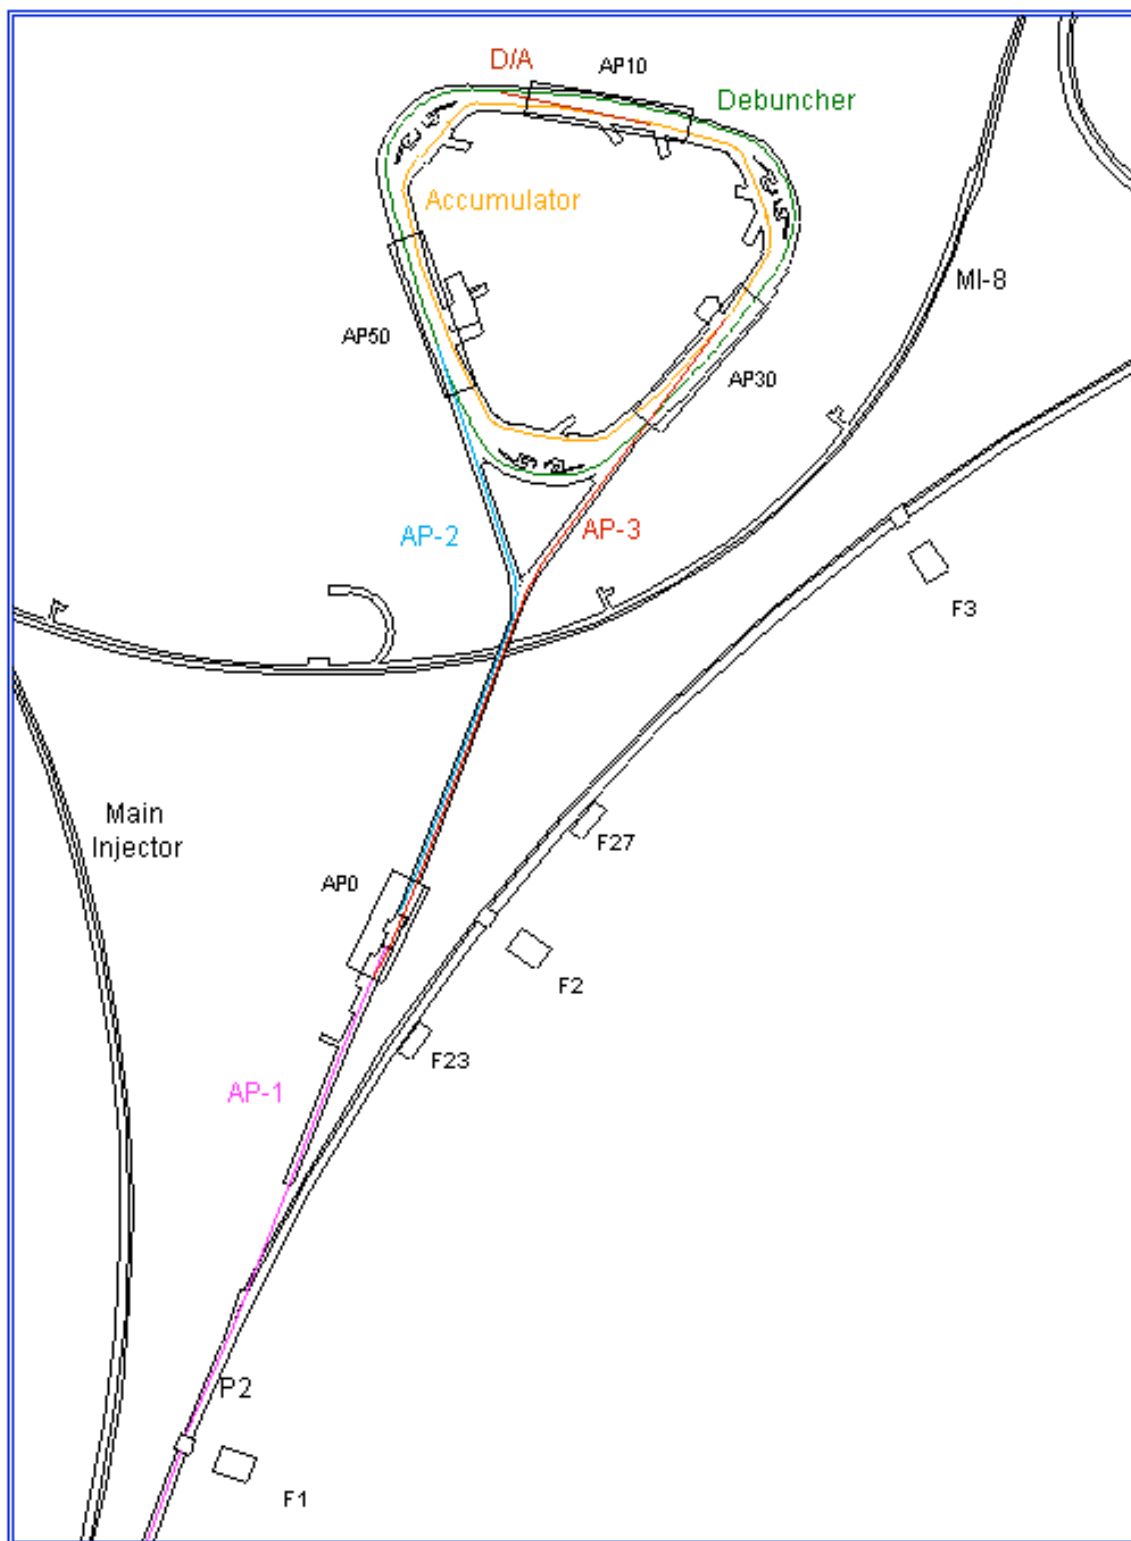 D/A
AP10
Debuncher
Accumulator
MI-8
AP50
AP30
AP-2
AP-3
F3
Main
Injector
F27
AP0
F2
F23
AP-1
P2
F1